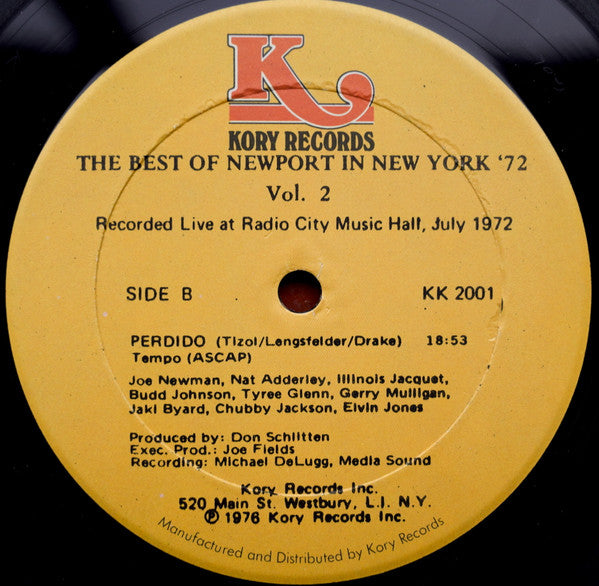 K
KORY RECORDS
THE BEST OF NEWPORT IN NEW YORK '72
Vol. 2
Recorded Live at Radio City Music Hall, July 1972
SIDE B
KK 2001
PERDIDO (Tizol/Lengsfelder/Drake) 18:53
Tempo (ASCAP)
Joe Newman, Nat Adderley, Illinois Jacquet,
Budd Johnson, Tyree Glenn, Gerry Mulligan,
Jaki Byard, Chubby Jackson, Elvin Jones
Produced by: Don Schlitten
Exec. Prod.: Joe Fields
Recording: Michael DeLugg, Media Sound
Kory Records Inc.
520 Main St. Westbury, L.I. N.Y.
℗ 1976 Kory Records Inc.
Manufactured and Distributed by Kory Records